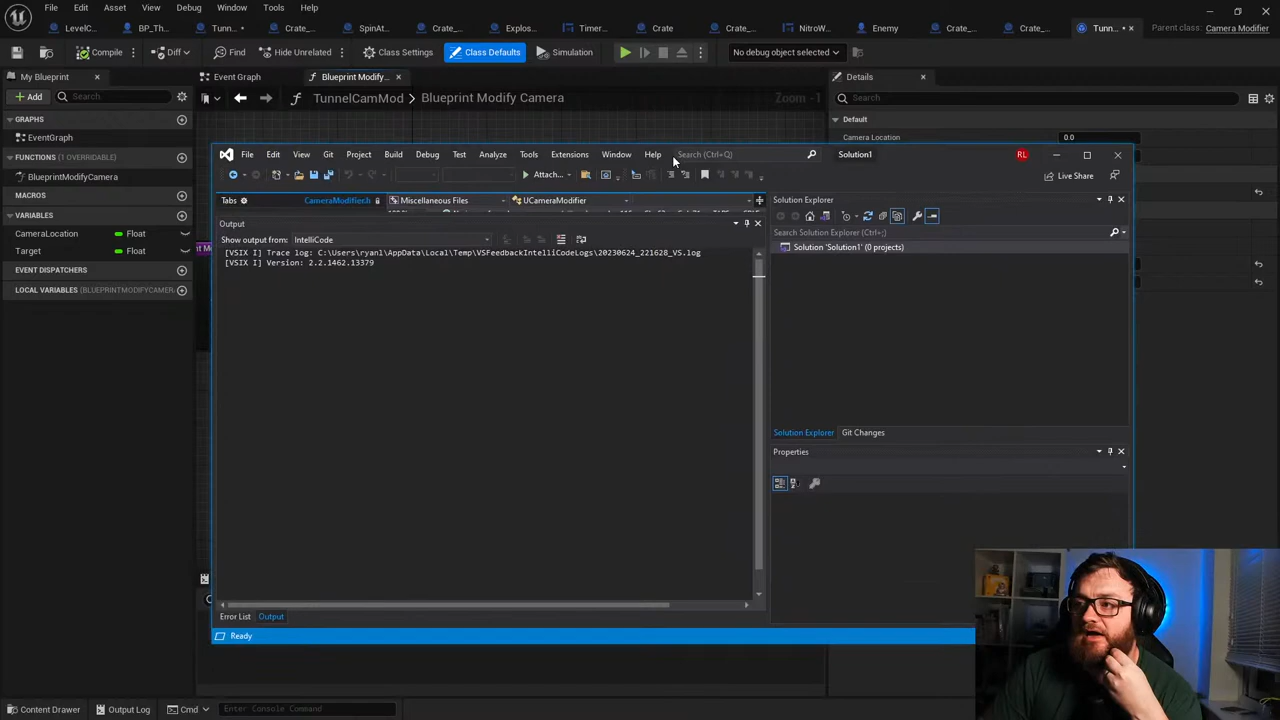 File Edit Asset View Debug Window Tools Help
LevelC... BP_Th... Tunn... • Crate_... SpinAt... Crate_... Explos... Timer... Crate Crate_... NitroW... Enemy Crate_... Crate_... Tunn... • Parent class: Camera Modifier
Compile Diff Find Hide Unrelated Class Settings Class Defaults Simulation No debug object selected
My Blueprint Event Graph Blueprint Modify... Details
+ Add Search TunnelCamMod Blueprint Modify Camera Zoom -1 Search
GRAPHS Default
EventGraph Camera Location 0.0
FUNCTIONS (1 OVERRIDABLE)
BlueprintModifyCamera
MACROS
VARIABLES
CameraLocation Float
Target Float
EVENT DISPATCHERS
LOCAL VARIABLES (BLUEPRINTMODIFYCAMER
File Edit View Git Project Build Debug Test Analyze Tools Extensions Window Help Search (Ctrl+Q) Solution1 RL
Attach... Live Share
Tabs CameraModifier.h Miscellaneous Files UCameraModifier Solution Explorer
Output
Show output from: IntelliCode Search Solution Explorer (Ctrl+;)
[VSIX I] Trace log: C:\Users\ryanl\AppData\Local\Temp\VSFeedbackIntelliCodeLogs\20230624_221628_VS.log Solution 'Solution1' (0 projects)
[VSIX I] Version: 2.2.1462.13379
Solution Explorer Git Changes
Properties
Error List Output
Ready
Content Drawer Output Log Cmd Enter Console Command